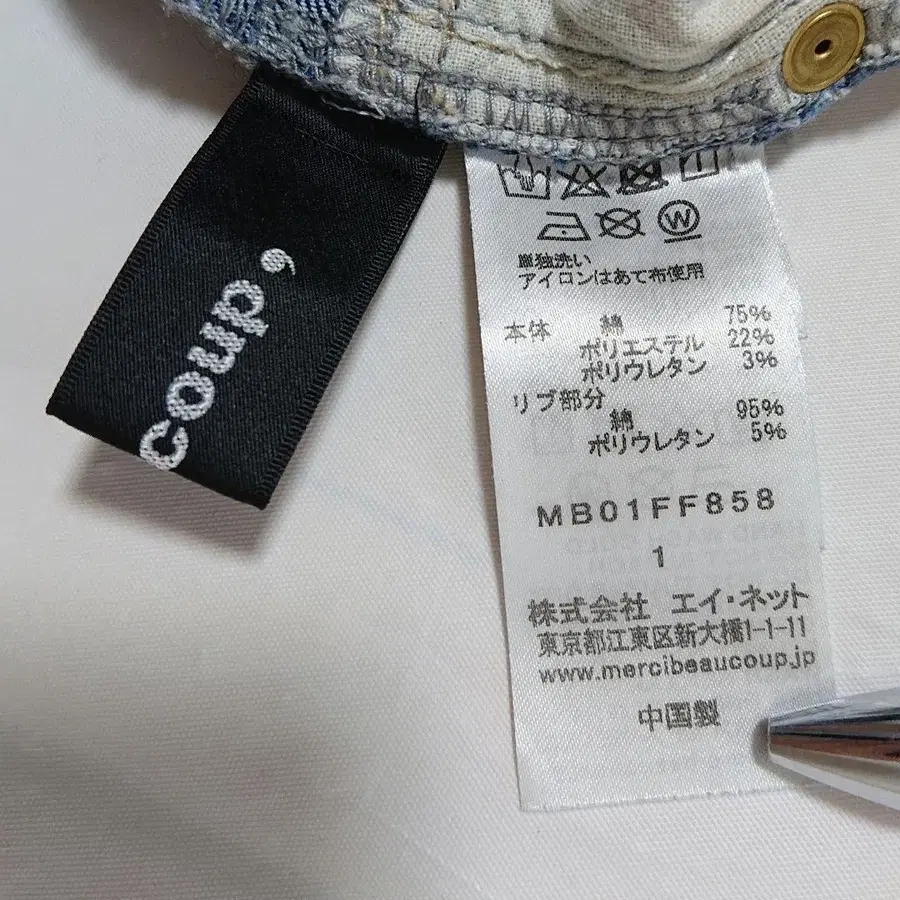 coup,
W
単独洗い
アイロンはあて布使用
本体 綿 75%
ポリエステル 22%
ポリウレタン 3%
リブ部分
綿 95%
ポリウレタン 5%
MB01FF858
1
株式会社 エイ・ネット
東京都江東区新大橋1-1-11
www.mercibeaucoup.jp
中国製